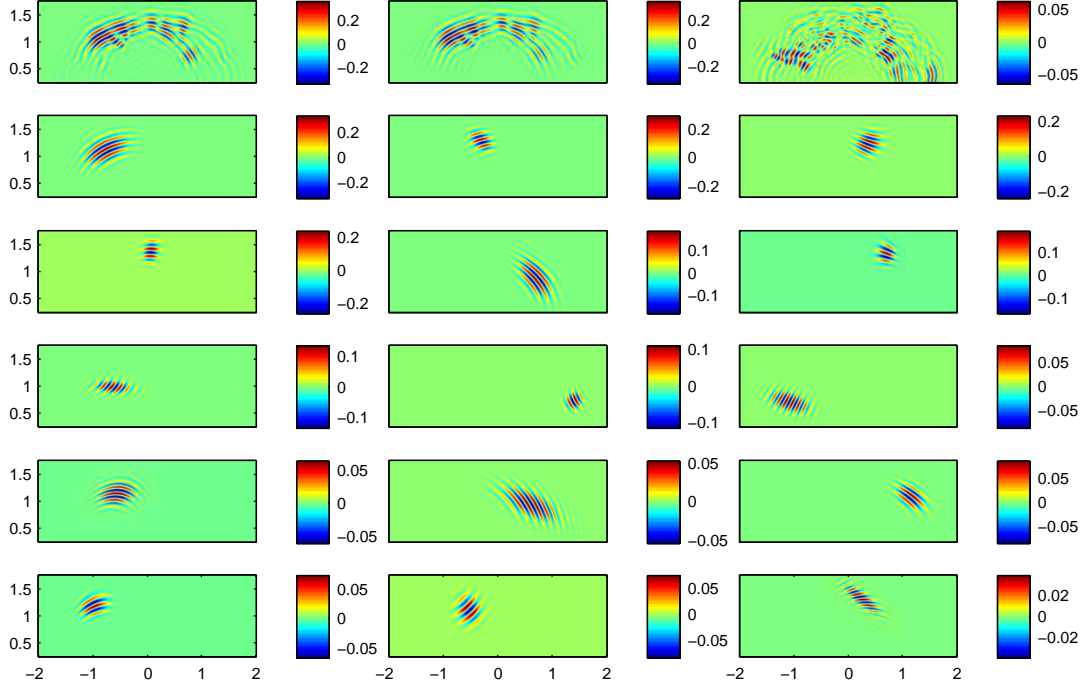 1.5 0.2 0.2 0.05
1 0 0 0
0.5 −0.2 −0.2 −0.05
1.5 0.2 0.2 0.2
1 0 0 0
0.5 −0.2 −0.2 −0.2
1.5 0.2 0.1 0.1
1 0 0 0
0.5 −0.2 −0.1 −0.1
1.5 0.1 0.1 0.05
1 0 0 0
0.5 −0.1 −0.1 −0.05
1.5 0.05 0.05 0.05
1 0 0 0
0.5 −0.05 −0.05 −0.05
1.5 0.05 0.05 0.02
1 0 0 0
0.5 −0.05 −0.05 −0.02
−2 −1 0 1 2 −2 −1 0 1 2 −2 −1 0 1 2